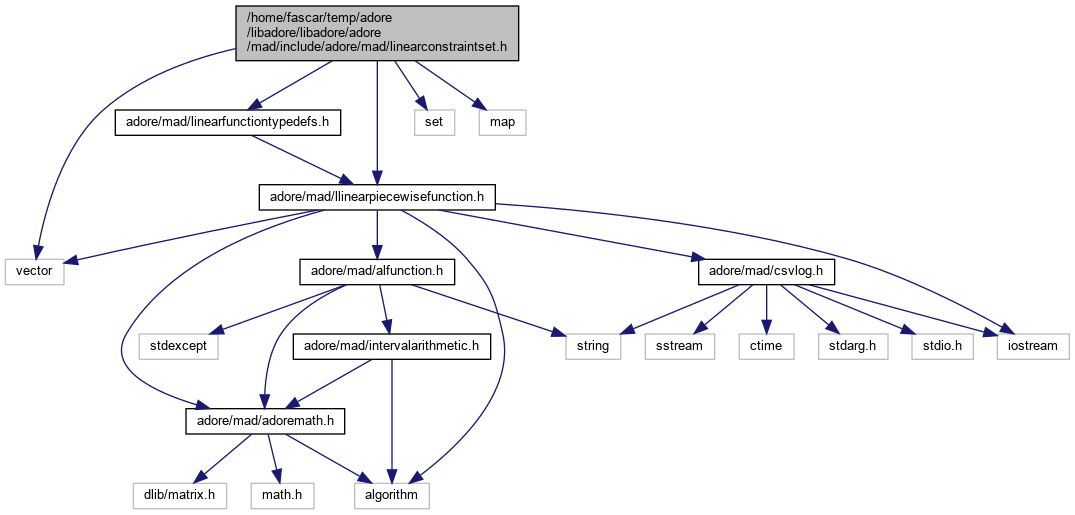 /home/fascar/temp/adore
/libadore/libadore/adore
/mad/include/adore/mad/linearconstraintset.h
adore/mad/linearfunctiontypedefs.h
set
map
adore/mad/llinearpiecewisefunction.h
vector
adore/mad/alfunction.h
adore/mad/csvlog.h
stdexcept
adore/mad/intervalarithmetic.h
string
sstream
ctime
stdarg.h
stdio.h
iostream
adore/mad/adoremath.h
dlib/matrix.h
math.h
algorithm